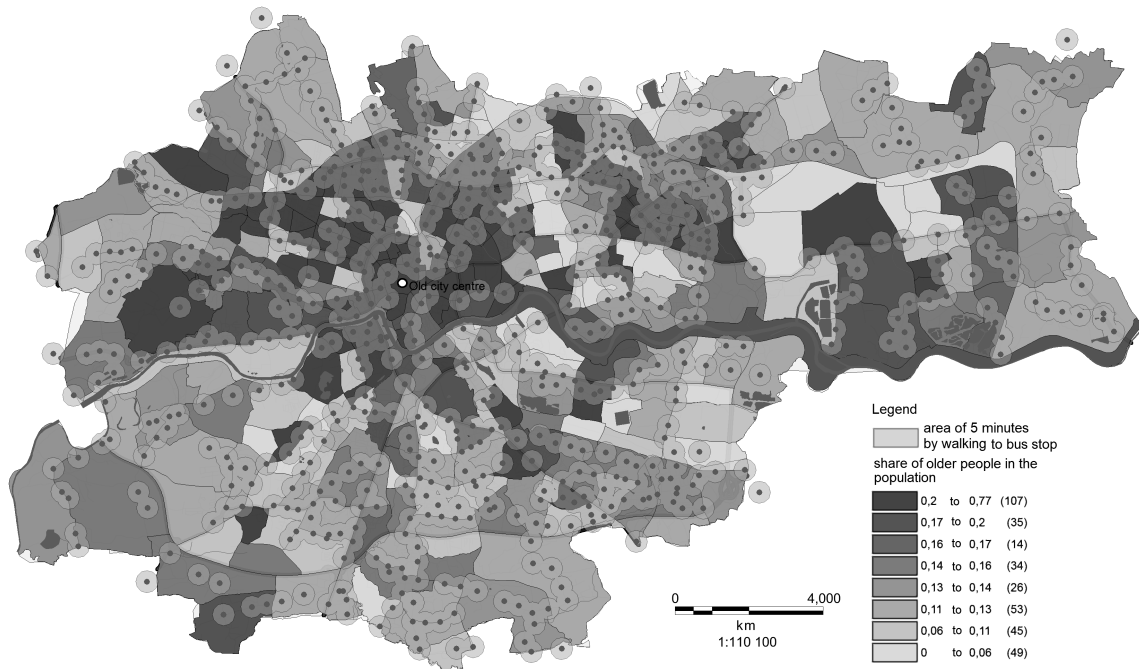 Old city centre
Legend
area of 5 minutes
by walking to bus stop
share of older people in the
population
0,2 to 0,77 (107)
0,17 to 0,2 (35)
0,16 to 0,17 (14)
0,14 to 0,16 (34)
0,13 to 0,14 (26)
0,11 to 0,13 (53)
0,06 to 0,11 (45)
0 to 0,06 (49)
0 4,000
km
1:110 100